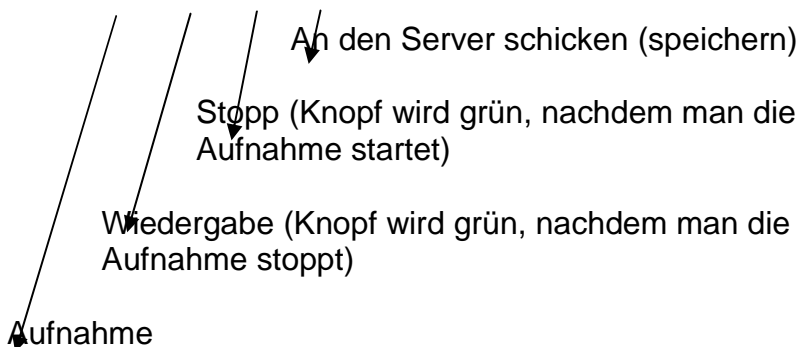 An den Server schicken (speichern)
Stopp (Knopf wird grün, nachdem man die
Aufnahme startet)
Wiedergabe (Knopf wird grün, nachdem man die
Aufnahme stoppt)
Aufnahme